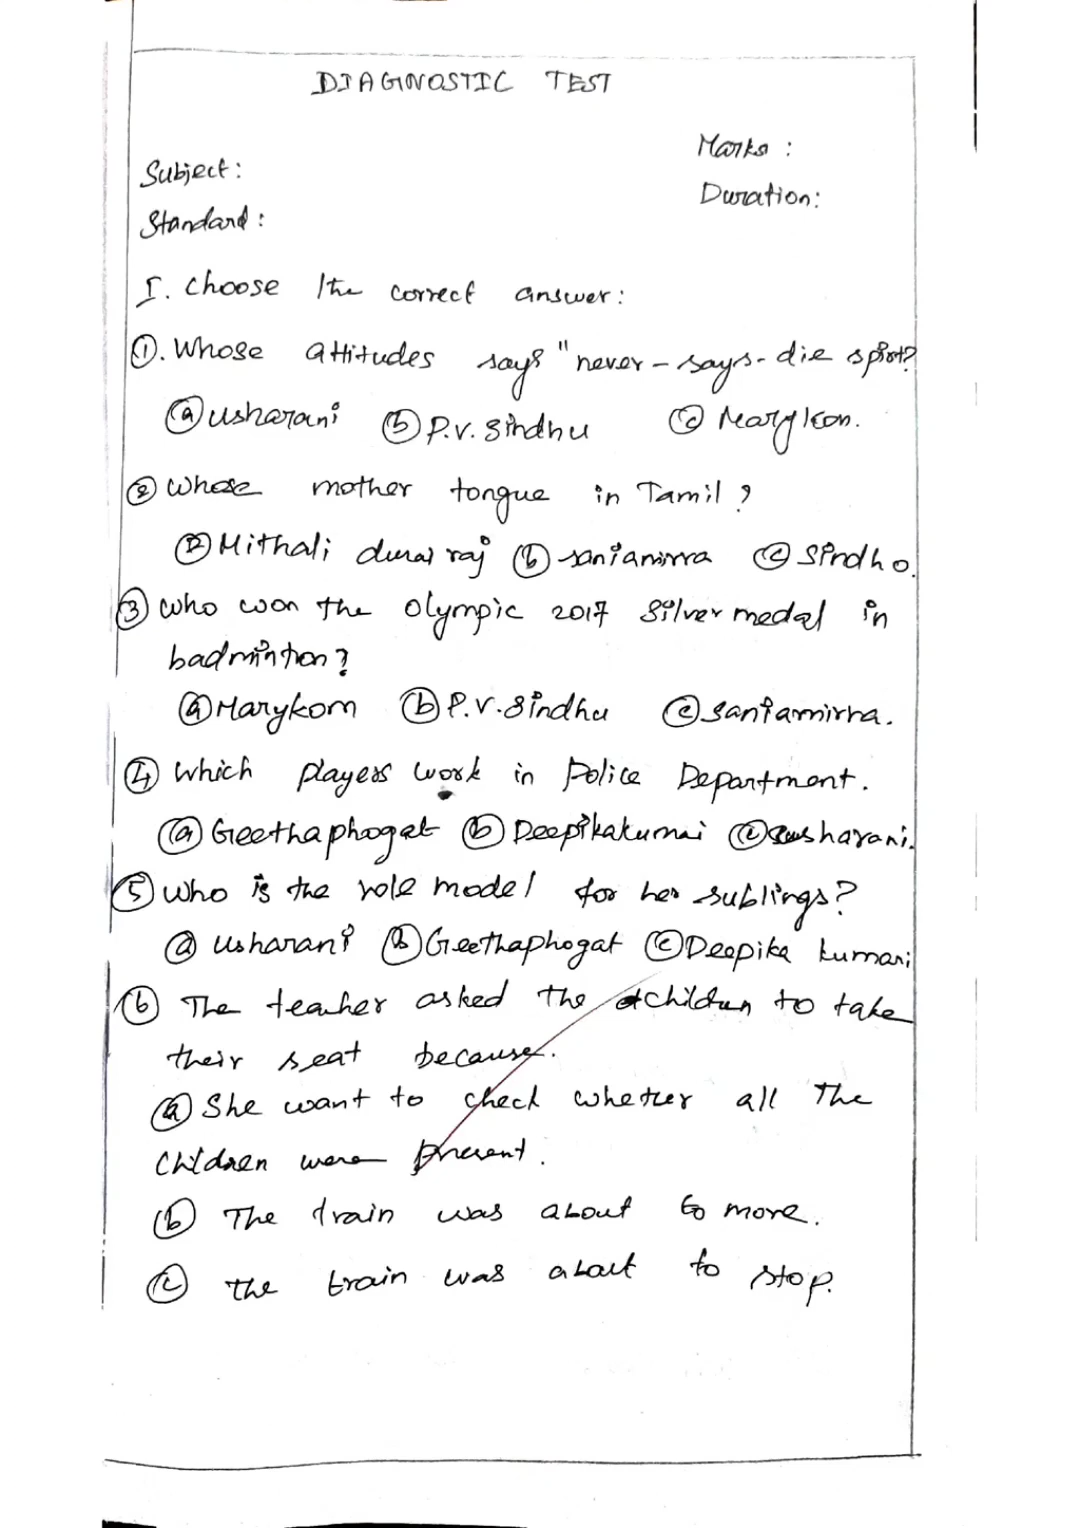 DIAGNOSTIC TEST
Marks :
Subject :
Duration:
Standard :
I. choose the correct answer :
①. Whose attitudes says "never-says-die spirit?
ⓐ usharani ⓑ P.V. Sindhu ⓒ Marykom.
② whose mother tongue in Tamil ?
ⓐ Mithali durai raj ⓑ saniamirra ⓒ Sindho.
③ who won the olympic 2017 Silver medal in
badminton ?
ⓐ Marykom ⓑ P.V. Sindhu ⓒ saniamirra.
④ which players work in Police Department.
ⓐ Geethaphogat ⓑ Deepikakumai ⓒ usharani.
⑤ who is the role model for her sublings?
ⓐ usharani ⓑ Geethaphogat ⓒ Deepika kumari
⑥ The teacher asked the children to take
their seat because.
ⓐ She want to check whether all the
children were present.
ⓑ The train was about to move.
ⓒ the train was about to stop.